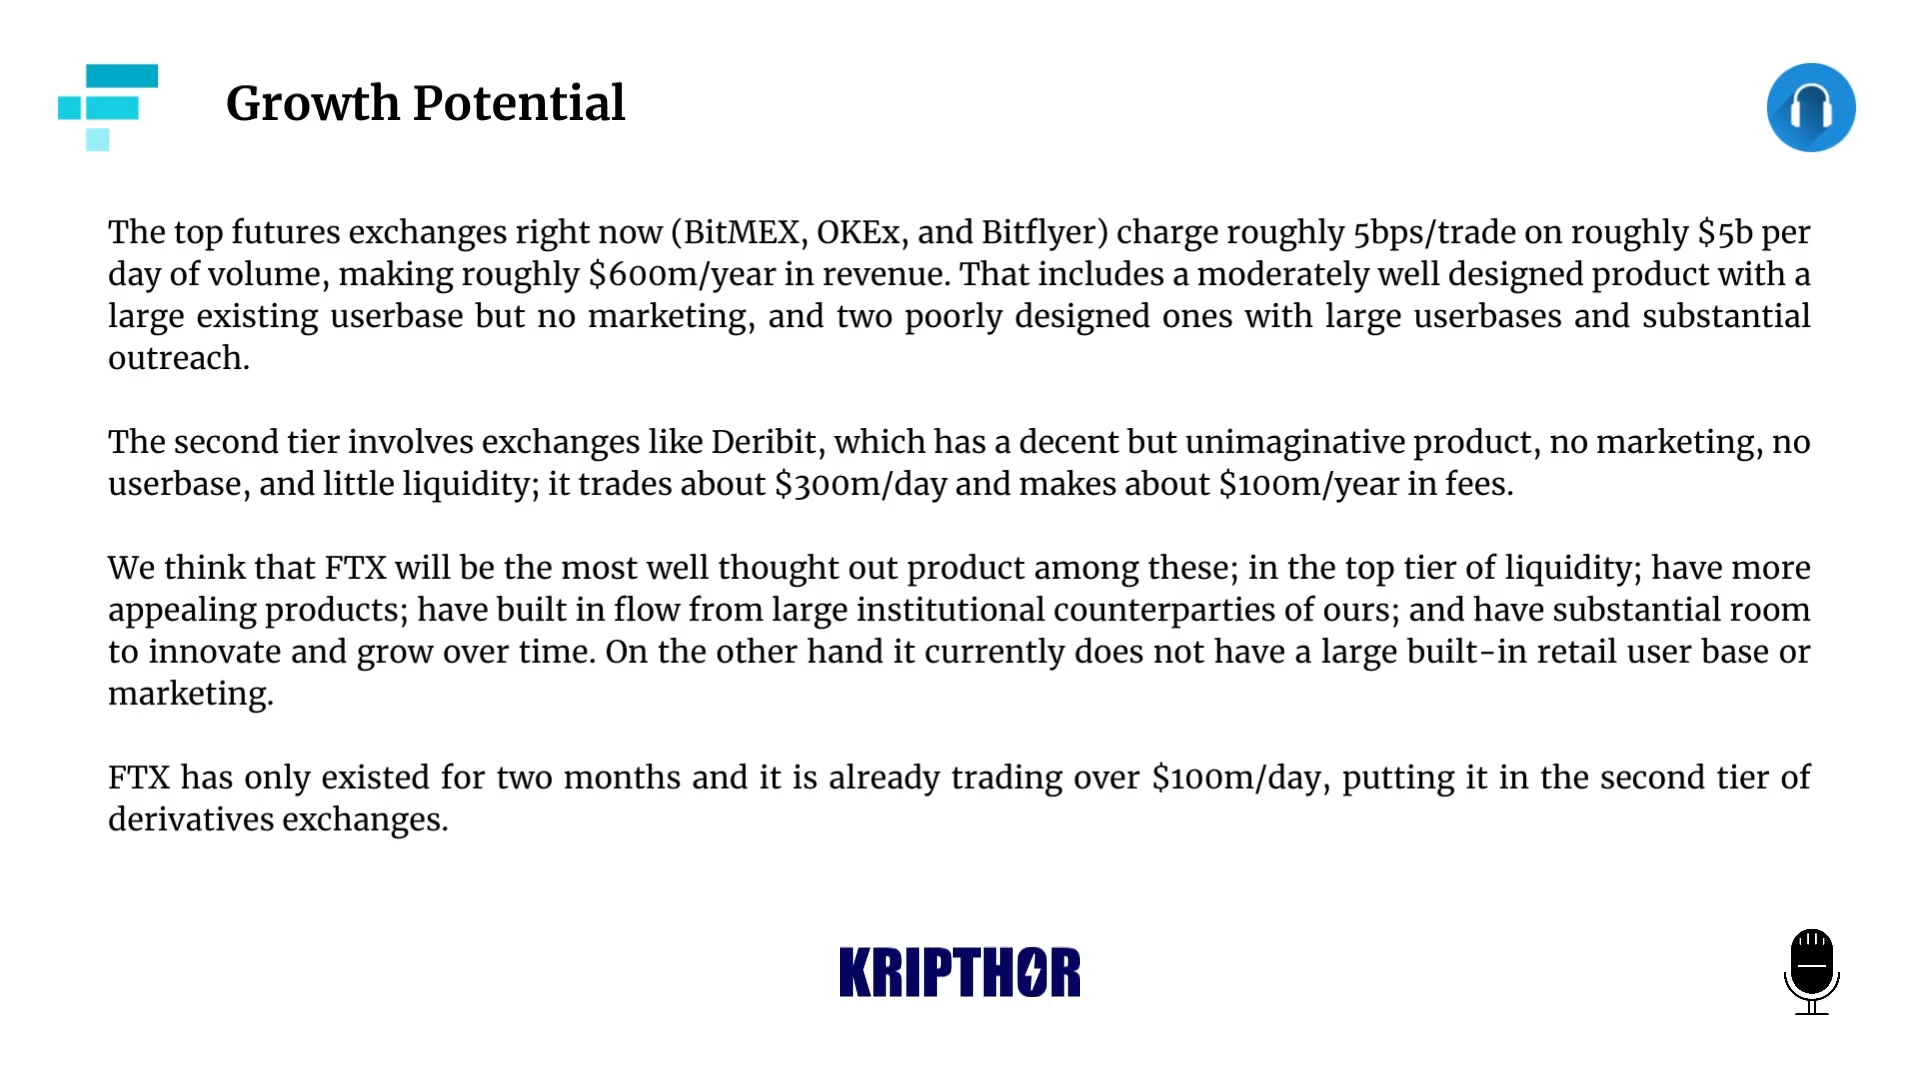 Growth Potential
The top futures exchanges right now (BitMEX, OKEx, and Bitflyer) charge roughly 5bps/trade on roughly $5b per
day of volume, making roughly $600m/year in revenue. That includes a moderately well designed product with a
large existing userbase but no marketing, and two poorly designed ones with large userbases and substantial
outreach.
The second tier involves exchanges like Deribit, which has a decent but unimaginative product, no marketing, no
userbase, and little liquidity; it trades about $300m/day and makes about $100m/year in fees.
We think that FTX will be the most well thought out product among these; in the top tier of liquidity; have more
appealing products; have built in flow from large institutional counterparties of ours; and have substantial room
to innovate and grow over time. On the other hand it currently does not have a large built-in retail user base or
marketing.
FTX has only existed for two months and it is already trading over $100m/day, putting it in the second tier of
derivatives exchanges.
KRIPTHOR